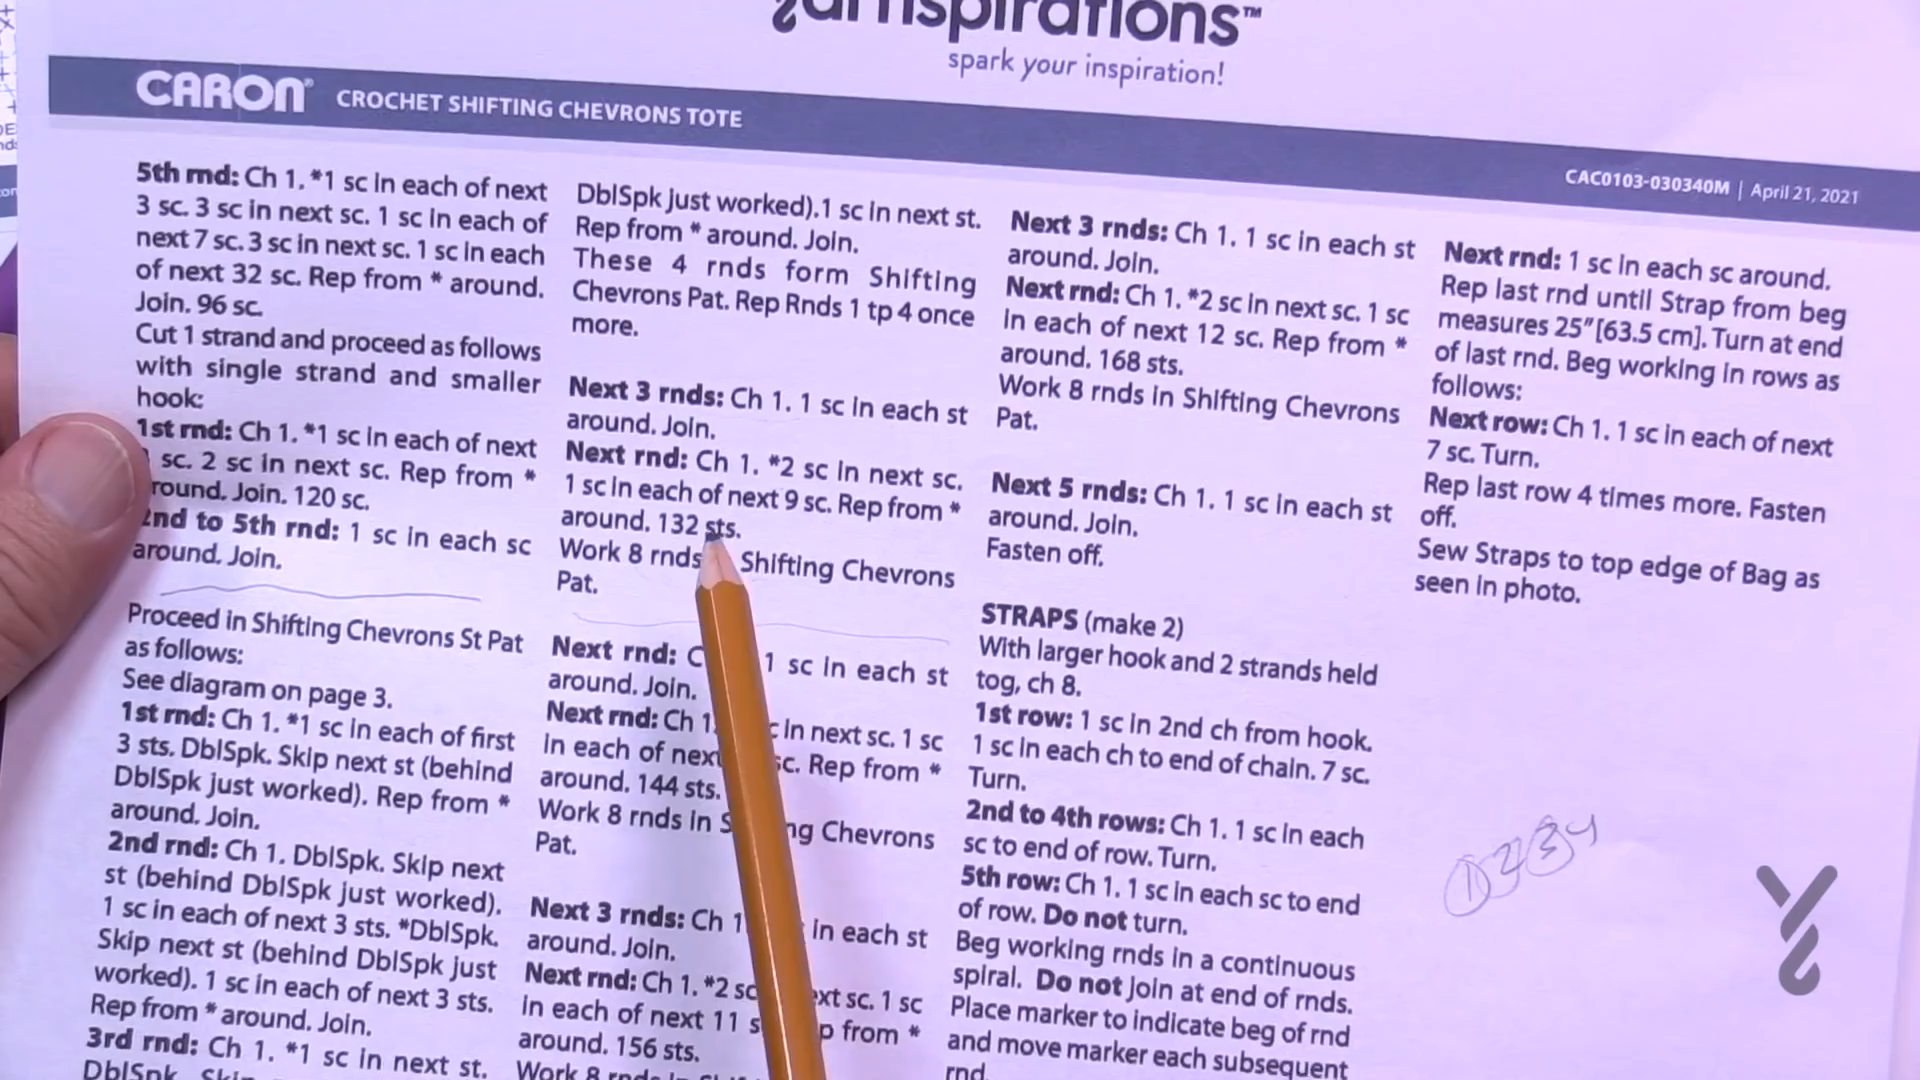 yarnspirations™
spark your inspiration!
CARON® CROCHET SHIFTING CHEVRONS TOTE
CAC0103-030340M | April 21, 2021
5th rnd: Ch 1. *1 sc in each of next
3 sc. 3 sc in next sc. 1 sc in each of
next 7 sc. 3 sc in next sc. 1 sc in each
of next 32 sc. Rep from * around.
Join. 96 sc.
Cut 1 strand and proceed as follows
with single strand and smaller
hook:
1st rnd: Ch 1. *1 sc in each of next
sc. 2 sc in next sc. Rep from *
around. Join. 120 sc.
2nd to 5th rnd: 1 sc in each sc
around. Join.
Proceed in Shifting Chevrons St Pat
as follows:
See diagram on page 3.
1st rnd: Ch 1. *1 sc in each of first
3 sts. DblSpk. Skip next st (behind
DblSpk just worked). Rep from *
around. Join.
2nd rnd: Ch 1. DblSpk. Skip next
st (behind DblSpk just worked).
1 sc in each of next 3 sts. *DblSpk.
Skip next st (behind DblSpk just
worked). 1 sc in each of next 3 sts.
Rep from * around. Join.
3rd rnd: Ch 1. *1 sc in next st.
DblSpk. Skip
DblSpk just worked).1 sc in next st.
Rep from * around. Join.
These 4 rnds form Shifting
Chevrons Pat. Rep Rnds 1 tp 4 once
more.
Next 3 rnds: Ch 1. 1 sc in each st
around. Join.
Next rnd: Ch 1. *2 sc in next sc.
1 sc in each of next 9 sc. Rep from *
around. 132 sts.
Work 8 rnds Shifting Chevrons
Pat.
Next rnd: C 1 sc in each st
around. Join.
Next rnd: Ch 1. sc in next sc. 1 sc
in each of next sc. Rep from *
around. 144 sts.
Work 8 rnds in S ng Chevrons
Pat.
Next 3 rnds: Ch 1 in each st
around. Join.
Next rnd: Ch 1. *2 sc next sc. 1 sc
in each of next 11 s p from *
around. 156 sts.
Work 8 rnds
Next 3 rnds: Ch 1. 1 sc in each st
around. Join.
Next rnd: Ch 1. *2 sc in next sc. 1 sc
in each of next 12 sc. Rep from *
around. 168 sts.
Work 8 rnds in Shifting Chevrons
Pat.
Next 5 rnds: Ch 1. 1 sc in each st
around. Join.
Fasten off.
STRAPS (make 2)
With larger hook and 2 strands held
tog, ch 8.
1st row: 1 sc in 2nd ch from hook.
1 sc in each ch to end of chain. 7 sc.
Turn.
2nd to 4th rows: Ch 1. 1 sc in each
sc to end of row. Turn.
5th row: Ch 1. 1 sc in each sc to end
of row. Do not turn.
Beg working rnds in a continuous
spiral. Do not join at end of rnds.
Place marker to indicate beg of rnd
and move marker each subsequent
rnd.
Next rnd: 1 sc in each sc around.
Rep last rnd until Strap from beg
measures 25" [63.5 cm]. Turn at end
of last rnd. Beg working in rows as
follows:
Next row: Ch 1. 1 sc in each of next
7 sc. Turn.
Rep last row 4 times more. Fasten
off.
Sew Straps to top edge of Bag as
seen in photo.
1 2 3 4